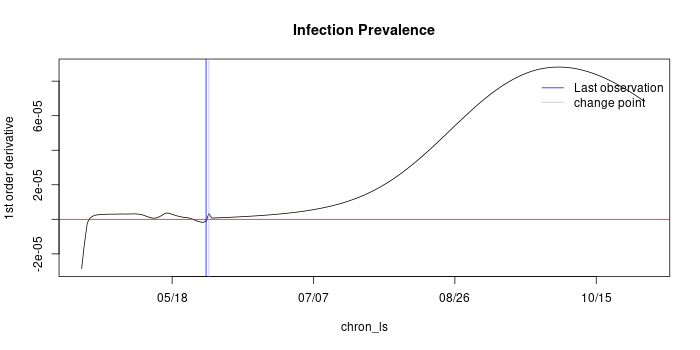 Infection Prevalence
1st order derivative
6e-05
2e-05
-2e-05
Last observation
change point
05/18
07/07
08/26
10/15
chron_ls